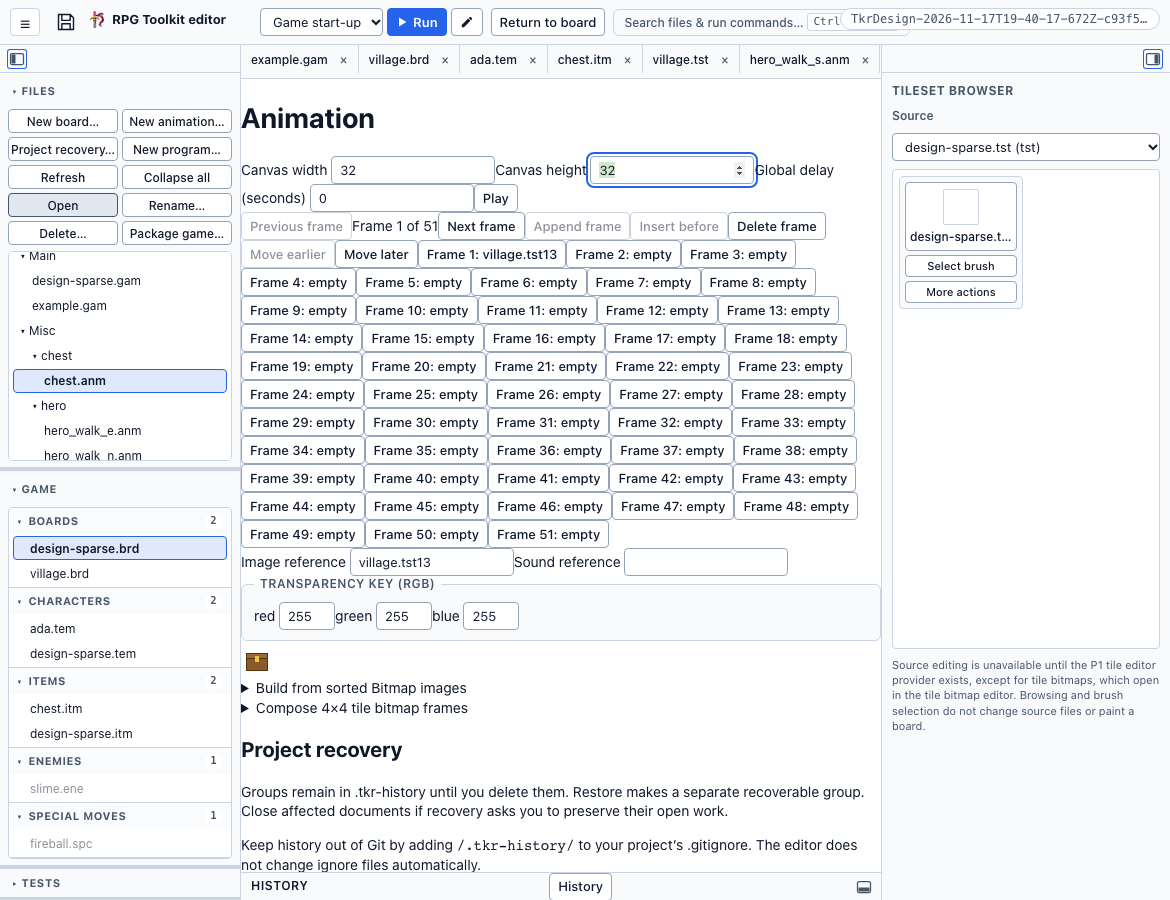 RPG Toolkit editor
Game start-up
Run
Return to board
Search files & run commands...
Ctrl
TkrDesign-2026-11-17T19-40-17-672Z-c93f5…
example.gam ×
village.brd ×
ada.tem ×
chest.itm ×
village.tst ×
hero_walk_s.anm ×
FILES
New board...
New animation...
Project recovery...
New program...
Refresh
Collapse all
Open
Rename...
Delete...
Package game...
Main
design-sparse.gam
example.gam
Misc
chest
chest.anm
hero
hero_walk_e.anm
hero_walk_n.anm
GAME
BOARDS 2
design-sparse.brd
village.brd
CHARACTERS 2
ada.tem
design-sparse.tem
ITEMS 2
chest.itm
design-sparse.itm
ENEMIES 1
slime.ene
SPECIAL MOVES 1
fireball.spc
TESTS
Animation
Canvas width 32 Canvas height 32 Global delay
(seconds) 0 Play
Previous frame Frame 1 of 51 Next frame Append frame Insert before Delete frame
Move earlier Move later Frame 1: village.tst13 Frame 2: empty Frame 3: empty
Frame 4: empty Frame 5: empty Frame 6: empty Frame 7: empty Frame 8: empty
Frame 9: empty Frame 10: empty Frame 11: empty Frame 12: empty Frame 13: empty
Frame 14: empty Frame 15: empty Frame 16: empty Frame 17: empty Frame 18: empty
Frame 19: empty Frame 20: empty Frame 21: empty Frame 22: empty Frame 23: empty
Frame 24: empty Frame 25: empty Frame 26: empty Frame 27: empty Frame 28: empty
Frame 29: empty Frame 30: empty Frame 31: empty Frame 32: empty Frame 33: empty
Frame 34: empty Frame 35: empty Frame 36: empty Frame 37: empty Frame 38: empty
Frame 39: empty Frame 40: empty Frame 41: empty Frame 42: empty Frame 43: empty
Frame 44: empty Frame 45: empty Frame 46: empty Frame 47: empty Frame 48: empty
Frame 49: empty Frame 50: empty Frame 51: empty
Image reference village.tst13 Sound reference
TRANSPARENCY KEY (RGB)
red 255 green 255 blue 255
Build from sorted Bitmap images
Compose 4×4 tile bitmap frames
Project recovery
Groups remain in .tkr-history until you delete them. Restore makes a separate recoverable group.
Close affected documents if recovery asks you to preserve their open work.
Keep history out of Git by adding /.tkr-history/ to your project's .gitignore. The editor does
not change ignore files automatically.
HISTORY
History
TILESET BROWSER
Source
design-sparse.tst (tst)
design-sparse.t...
Select brush
More actions
Source editing is unavailable until the P1 tile editor
provider exists, except for tile bitmaps, which
open in the tile bitmap editor. Browsing and brush
selection do not change source files or paint a
board.